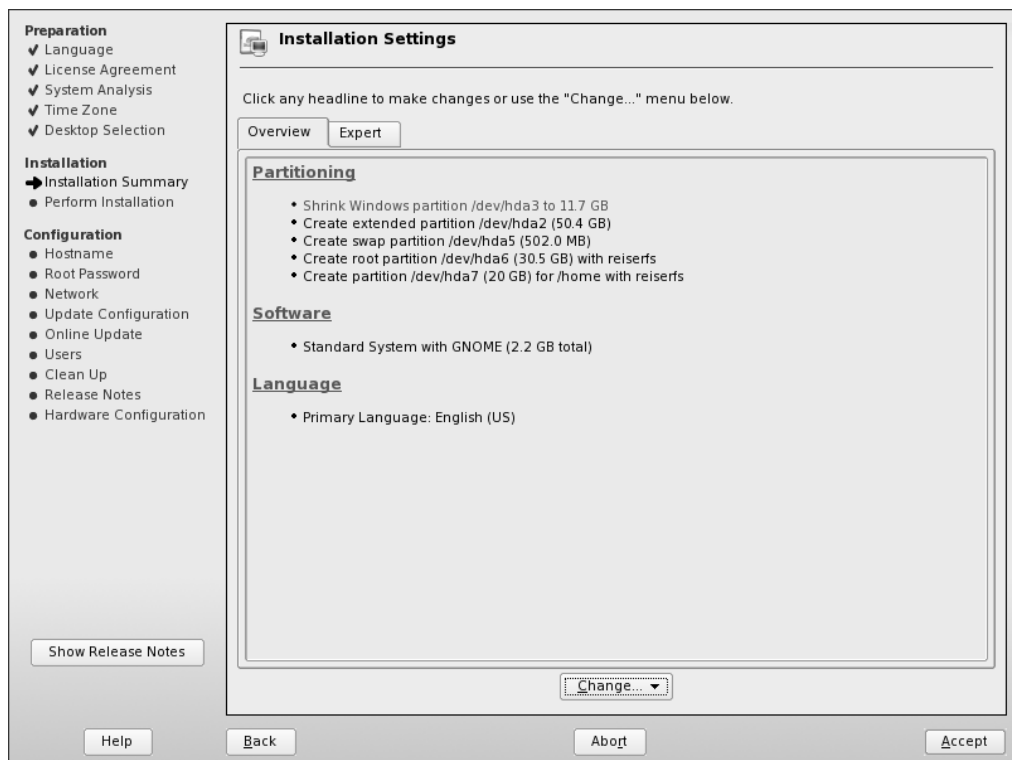 Preparation
Language
License Agreement
System Analysis
Time Zone
Desktop Selection
Installation
Installation Summary
Perform Installation
Configuration
Hostname
Root Password
Network
Update Configuration
Online Update
Users
Clean Up
Release Notes
Hardware Configuration
Show Release Notes
Help
Installation Settings
Click any headline to make changes or use the "Change..." menu below.
Overview
Expert
Partitioning
• Shrink Windows partition /dev/hda3 to 11.7 GB
• Create extended partition /dev/hda2 (50.4 GB)
• Create swap partition /dev/hda5 (502.0 MB)
• Create root partition /dev/hda6 (30.5 GB) with reiserfs
• Create partition /dev/hda7 (20 GB) for /home with reiserfs
Software
• Standard System with GNOME (2.2 GB total)
Language
• Primary Language: English (US)
Change...
Back
Abort
Accept